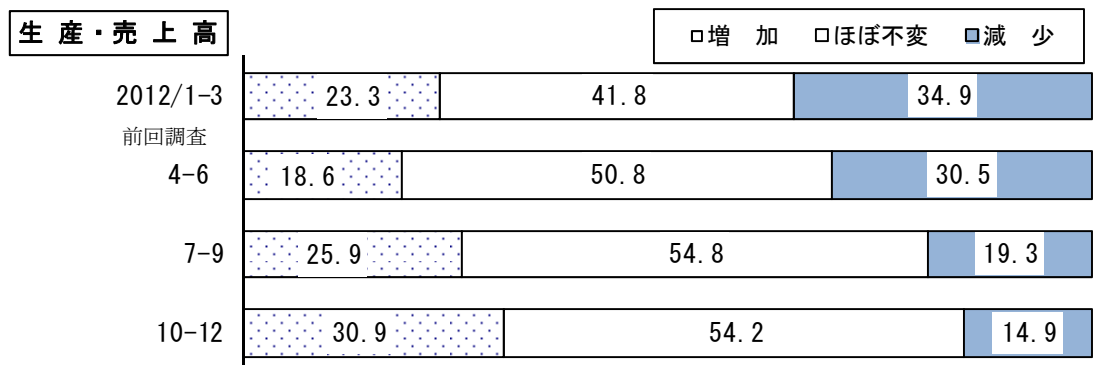 生 産・売 上 高
□増 加 □ほぼ不変 ■減 少
2012/1-3 23.3 41.8 34.9
前回調査
4-6 18.6 50.8 30.5
7-9 25.9 54.8 19.3
10-12 30.9 54.2 14.9